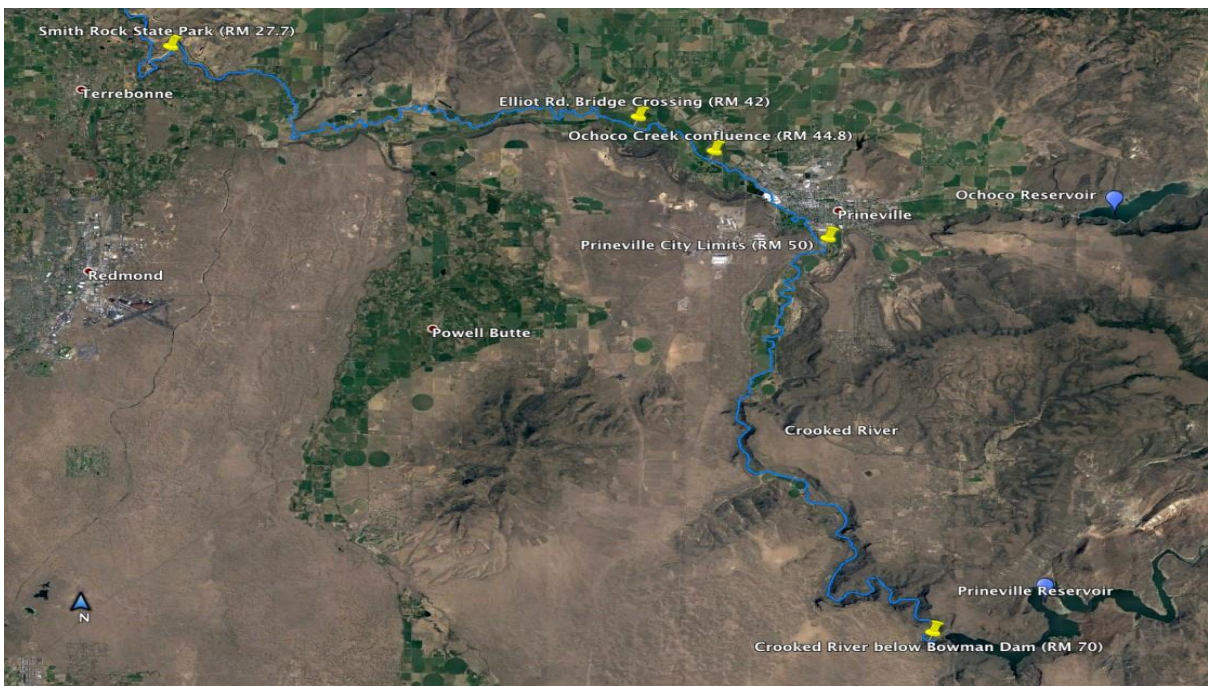 Smith Rock State Park (RM 27.7)
Terrebonne
Elliot Rd. Bridge Crossing (RM 42)
Ochoco Creek confluence (RM 44.8)
Ochoco Reservoir
Prineville
Prineville City Limits (RM 50)
Redmond
Powell Butte
Crooked River
Prineville Reservoir
N
Crooked River below Bowman Dam (RM 70)